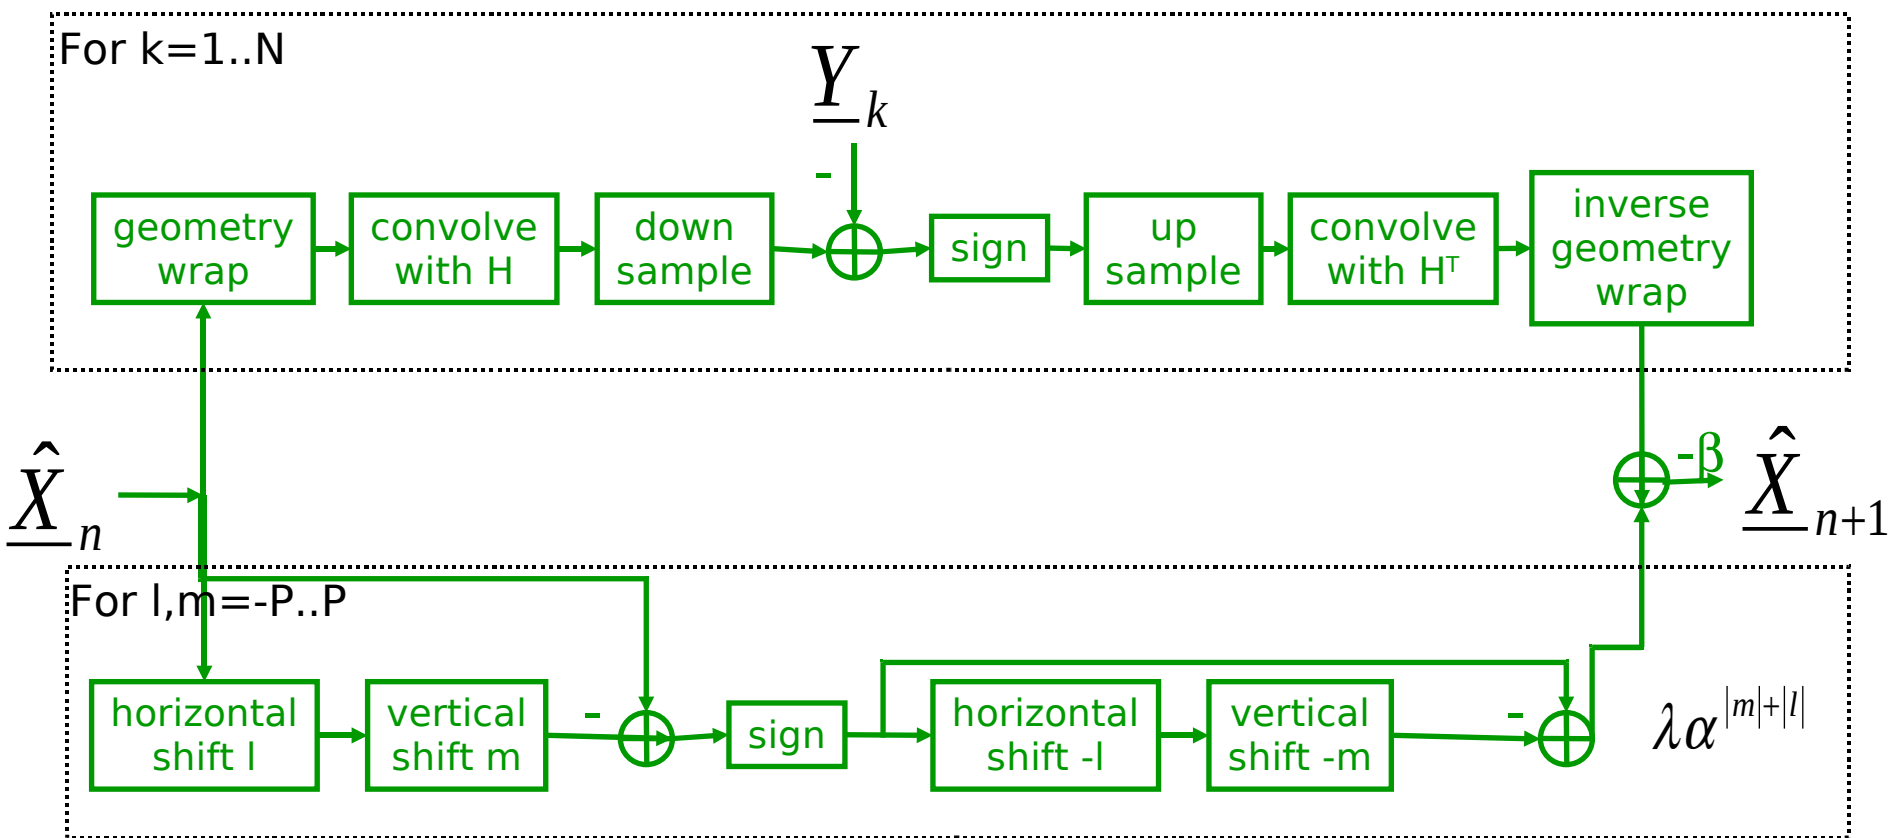 For k=1..N
Y k
-
geometry
wrap
convolve
with H
down
sample
sign
up
sample
convolve
with Hᵀ
inverse
geometry
wrap
X̂ n
-β
X̂ n+1
For l,m=-P..P
horizontal
shift l
vertical
shift m
-
sign
horizontal
shift -l
vertical
shift -m
-
λα |m|+|l|